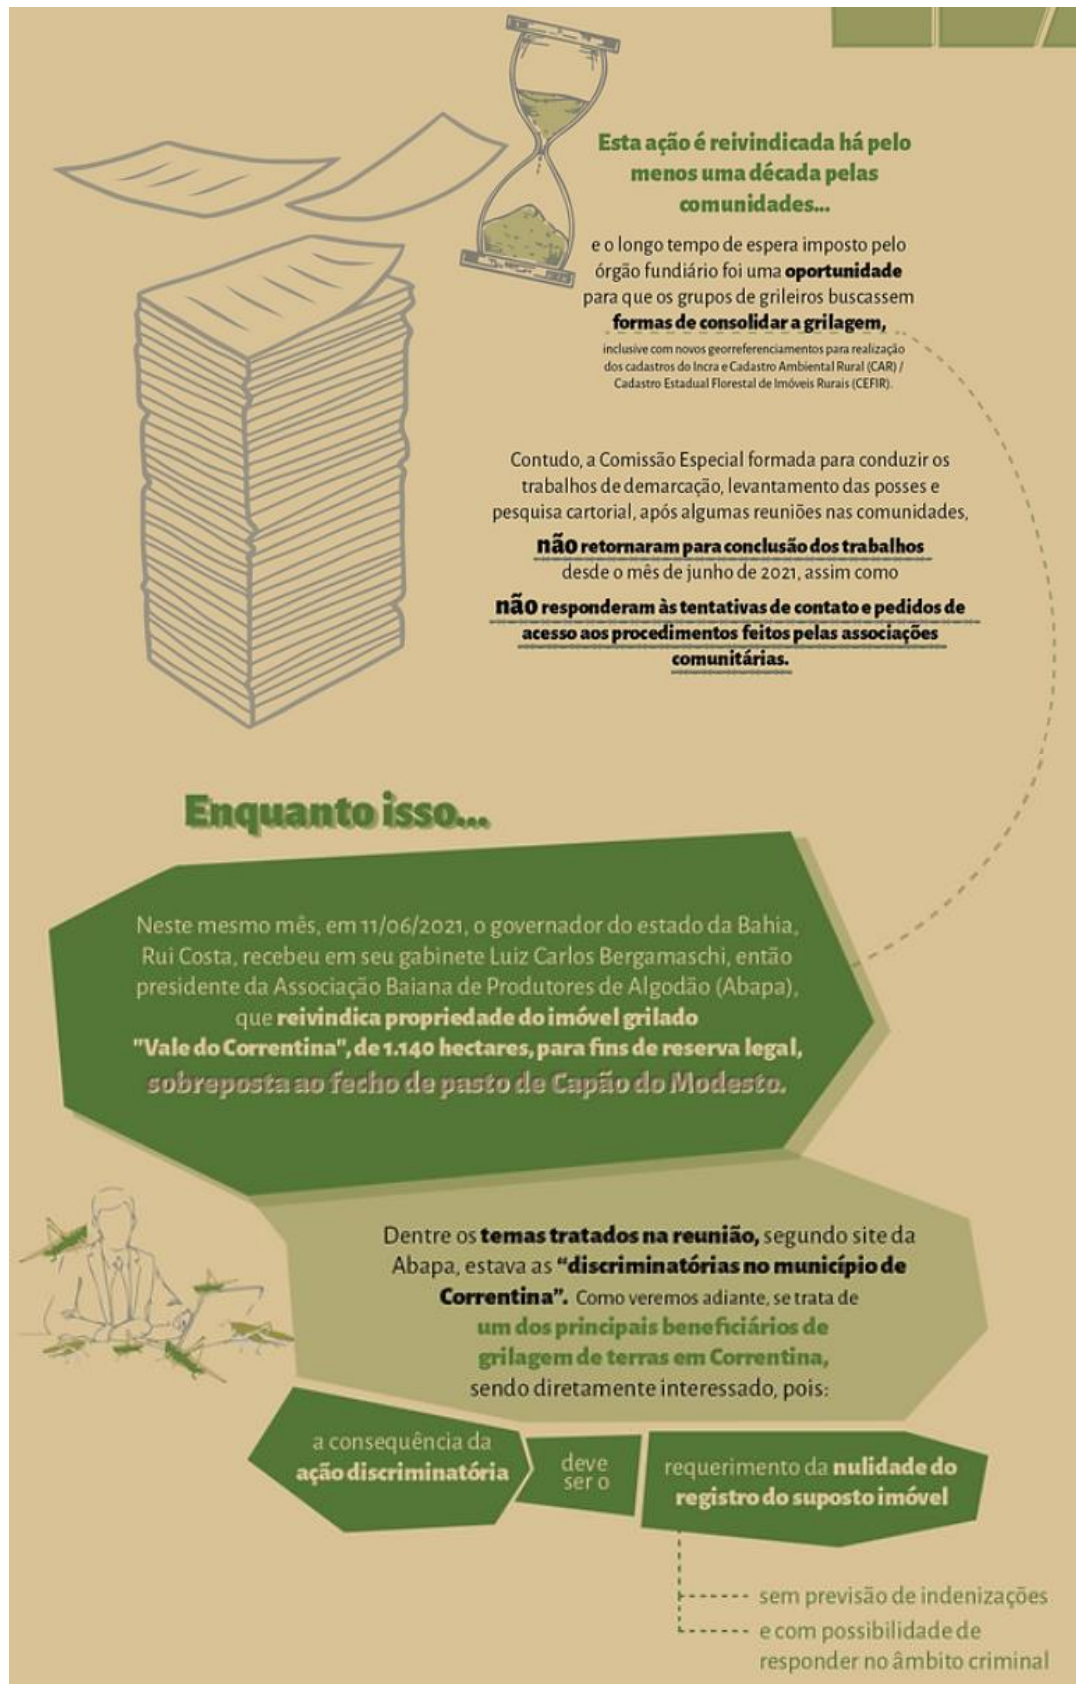 Esta ação é reivindicada há pelo
menos uma década pelas
comunidades...
e o longo tempo de espera imposto pelo
órgão fundiário foi uma oportunidade
para que os grupos de grileiros buscassem
formas de consolidar a grilagem,
inclusive com novos georreferenciamentos para realização
dos cadastros do Incra e Cadastro Ambiental Rural (CAR) /
Cadastro Estadual Florestal de Imóveis Rurais (CEFIR).
Contudo, a Comissão Especial formada para conduzir os
trabalhos de demarcação, levantamento das posses e
pesquisa cartorial, após algumas reuniões nas comunidades,
não retornaram para conclusão dos trabalhos
desde o mês de junho de 2021, assim como
não responderam às tentativas de contato e pedidos de
acesso aos procedimentos feitos pelas associações
comunitárias.
Enquanto isso...
Neste mesmo mês, em 11/06/2021, o governador do estado da Bahia,
Rui Costa, recebeu em seu gabinete Luiz Carlos Bergamaschi, então
presidente da Associação Baiana de Produtores de Algodão (Abapa),
que reivindica propriedade do imóvel grilado
"Vale do Correntina", de 1.140 hectares, para fins de reserva legal,
sobreposta ao fecho de pasto de Capão do Modesto.
Dentre os temas tratados na reunião, segundo site da
Abapa, estava as “discriminatórias no município de
Correntina”. Como veremos adiante, se trata de
um dos principais beneficiários de
grilagem de terras em Correntina,
sendo diretamente interessado, pois:
a consequência da
ação discriminatória
deve
ser o
requerimento da nulidade do
registro do suposto imóvel
sem previsão de indenizações
e com possibilidade de
responder no âmbito criminal